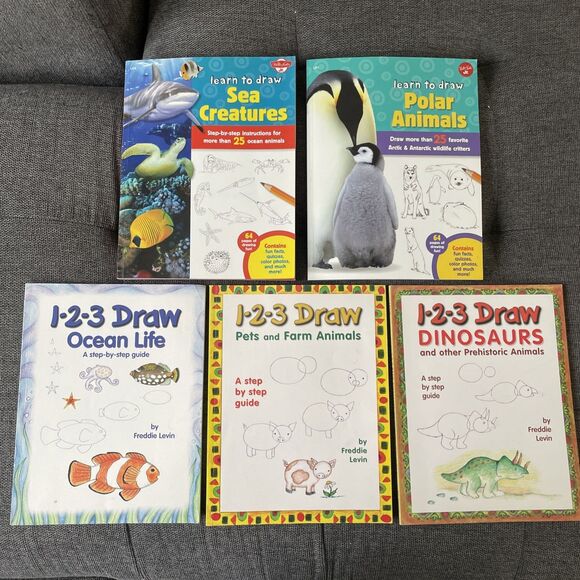 learn to draw
Sea
Creatures
Step-by-step instructions for
more than 25 ocean animals
64
pages of
drawing
fun!
Contains
fun facts,
quizzes,
color photos,
and much
more!
learn to draw
Polar
Animals
Draw more than 25 favorite
Arctic & Antarctic wildlife critters
64
pages of
drawing
fun!
Contains
fun facts,
quizzes,
color photos,
and much
more!
1-2-3 Draw
Ocean Life
A step-by-step guide
by
Freddie Levin
1-2-3 Draw
Pets and Farm Animals
A step
by step
guide
by
Freddie
Levin
1-2-3 Draw
DINOSAURS
and other Prehistoric Animals
A step
by step
guide
by
Freddie
Levin